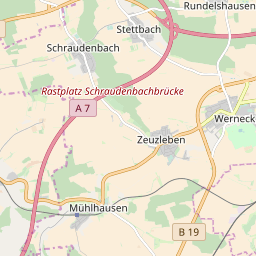 Rundelshausen
Stettbach
Schraudenbach
Rastplatz Schraudenbachbrücke
A 7
Werneck
Zeuzleben
Mühlhausen
B 19